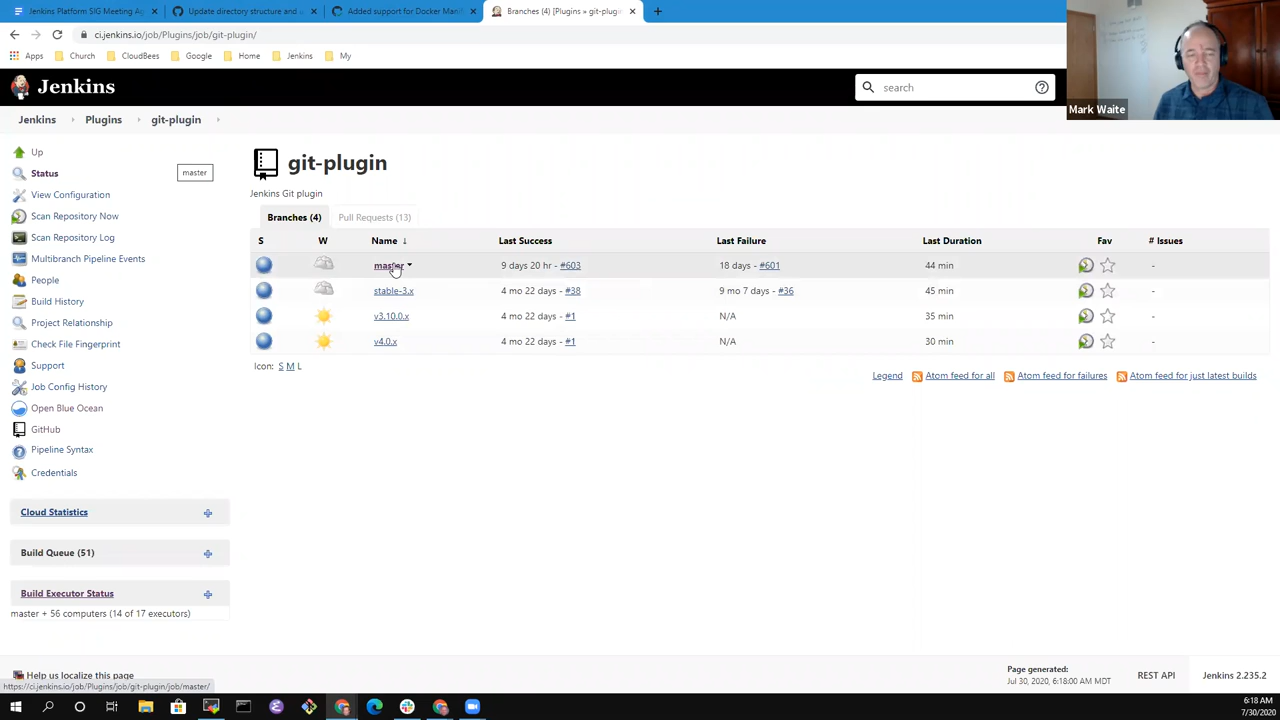 Jenkins Platform SIG Meeting Ag
Update directory structure and u
Added support for Docker Manif
Branches (4) [Plugins » git-plugin
ci.jenkins.io/job/Plugins/job/git-plugin/
Apps
Church
CloudBees
Google
Home
Jenkins
My
Jenkins
search
Mark Waite
Jenkins
Plugins
git-plugin
Up
Status
View Configuration
Scan Repository Now
Scan Repository Log
Multibranch Pipeline Events
People
Build History
Project Relationship
Check File Fingerprint
Support
Job Config History
Open Blue Ocean
GitHub
Pipeline Syntax
Credentials
Cloud Statistics
Build Queue (51)
Build Executor Status
master + 56 computers (14 of 17 executors)
master
git-plugin
Jenkins Git plugin
Branches (4)
Pull Requests (13)
S W Name ↓ Last Success Last Failure Last Duration Fav # Issues
master 9 days 20 hr - #603 18 days - #601 44 min -
stable-3.x 4 mo 22 days - #38 9 mo 7 days - #36 45 min -
v3.10.0.x 4 mo 22 days - #1 N/A 35 min -
v4.0.x 4 mo 22 days - #1 N/A 30 min -
Icon: S M L
Legend Atom feed for all Atom feed for failures Atom feed for just latest builds
Help us localize this page
Page generated:
Jul 30, 2020, 6:18:00 AM MDT
REST API
Jenkins 2.235.2
https://ci.jenkins.io/job/Plugins/job/git-plugin/job/master/
6:18 AM
7/30/2020